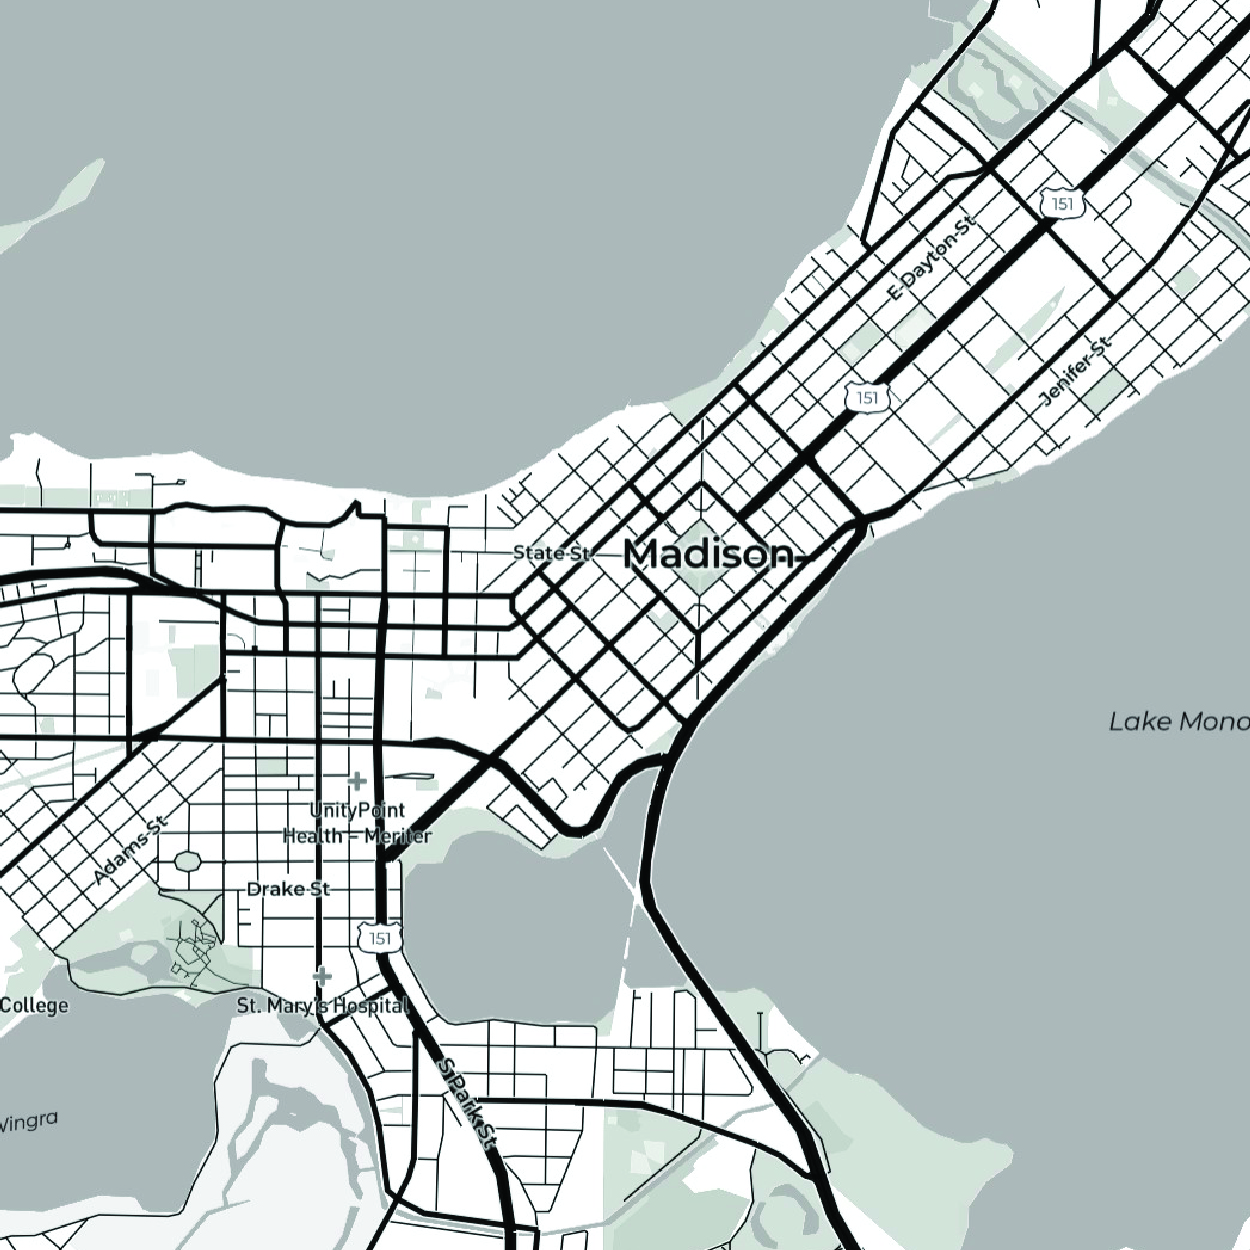 151
E-Dayton-St
Jenifer-St
151
State-St
Madison
Lake Mono
UnityPoint
Health – Meriter
Adams-St
Drake-St
151
College
St. Mary's Hospital
S Park St
Wingra